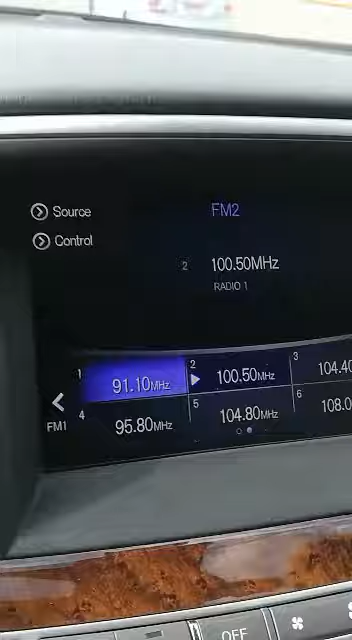 Source
FM2
Control
2 100.50MHz
RADIO 1
1 91.10MHz
2 100.50MHz
3 104.40
4 95.80MHz
5 104.80MHz
6 108.0
FM1
OFF